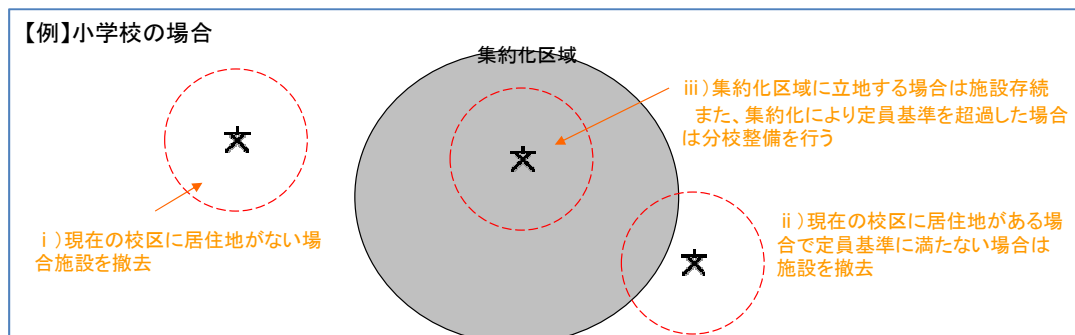 【例】小学校の場合
集約化区域
ⅲ)集約化区域に立地する場合は施設存続
また、集約化により定員基準を超過した場合
は分校整備を行う
文
文
文
ⅰ)現在の校区に居住地がない場
合施設を撤去
ⅱ)現在の校区に居住地がある場
合で定員基準に満たない場合は
施設を撤去